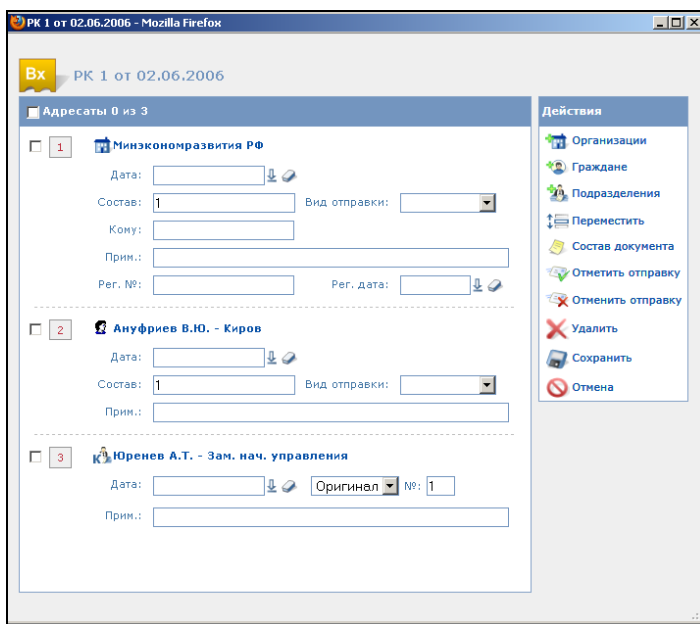 РК 1 от 02.06.2006 - Mozilla Firefox
Вх РК 1 от 02.06.2006
Адресаты 0 из 3
1 Минэкономразвития РФ
Дата:
Состав: 1 Вид отправки:
Кому:
Прим.:
Рег. №: Рег. дата:
2 Ануфриев В.Ю. - Киров
Дата:
Состав: 1 Вид отправки:
Прим.:
3 К Юренев А.Т. - Зам. нач. управления
Дата: Оригинал №: 1
Прим.:
Действия
Организации
Граждане
Подразделения
Переместить
Состав документа
Отметить отправку
Отменить отправку
Удалить
Сохранить
Отмена